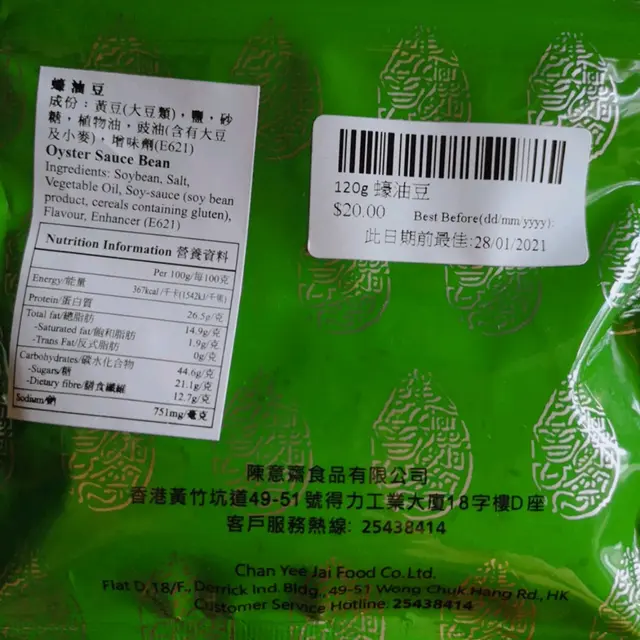 蠔油豆
成份：黃豆(大豆類)，鹽，砂
糖，植物油，豉油(含有大豆
及小麥)，增味劑(E621)
Oyster Sauce Bean
Ingredients: Soybean, Salt,
Vegetable Oil, Soy-sauce (soy bean
product, cereals containing gluten),
Flavour, Enhancer (E621)
Nutrition Information 營養資料
Per 100g/每100克
Energy/能量 367kcal/千卡(1542kJ/千焦)
Protein/蛋白質 26.5g/克
Total fat/總脂肪 14.9g/克
-Saturated fat/飽和脂肪 1.9g/克
-Trans Fat/反式脂肪 0g/克
Carbohydrates/碳水化合物 44.6g/克
-Sugars/糖 21.1g/克
-Dietary fibre/膳食纖維 12.7g/克
Sodium/鈉 751mg/毫克
120g 蠔油豆
$20.00 Best Before(dd/mm/yyyy):
此日期前最佳:28/01/2021
陳意齋食品有限公司
香港黃竹坑道49-51號得力工業大廈18字樓D座
客戶服務熱線: 25438414
Chan Yee Jai Food Co.Ltd.
Flat D,18/F., Derrick Ind. Bldg., 49-51 Wong Chuk Hang Rd., HK
Customer Service Hotline: 25438414